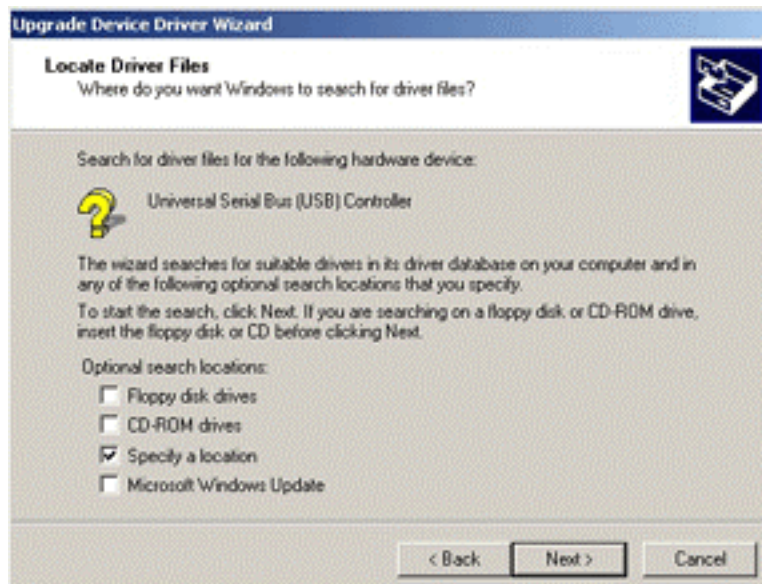 Upgrade Device Driver Wizard
Locate Driver Files
Where do you want Windows to search for driver files?
Search for driver files for the following hardware device:
Universal Serial Bus (USB) Controller
The wizard searches for suitable drivers in its driver database on your computer and in
any of the following optional search locations that you specify.
To start the search, click Next. If you are searching on a floppy disk or CD-ROM drive,
insert the floppy disk or CD before clicking Next.
Optional search locations:
Floppy disk drives
CD-ROM drives
Specify a location
Microsoft Windows Update
< Back Next > Cancel